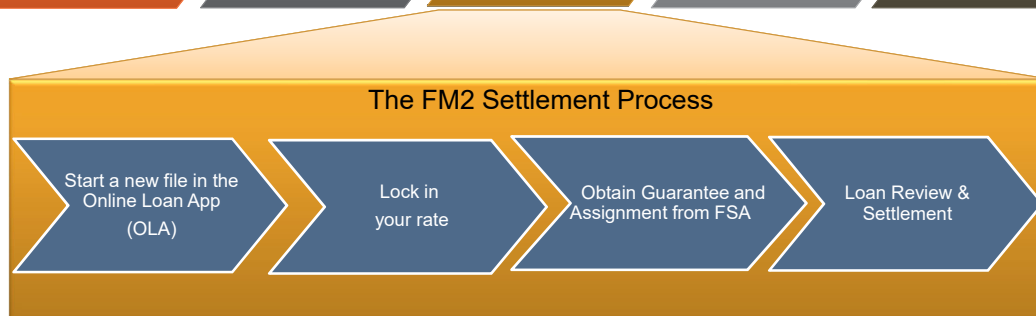 The FM2 Settlement Process
Start a new file in the
Online Loan App
(OLA)
Lock in
your rate
Obtain Guarantee and
Assignment from FSA
Loan Review &
Settlement